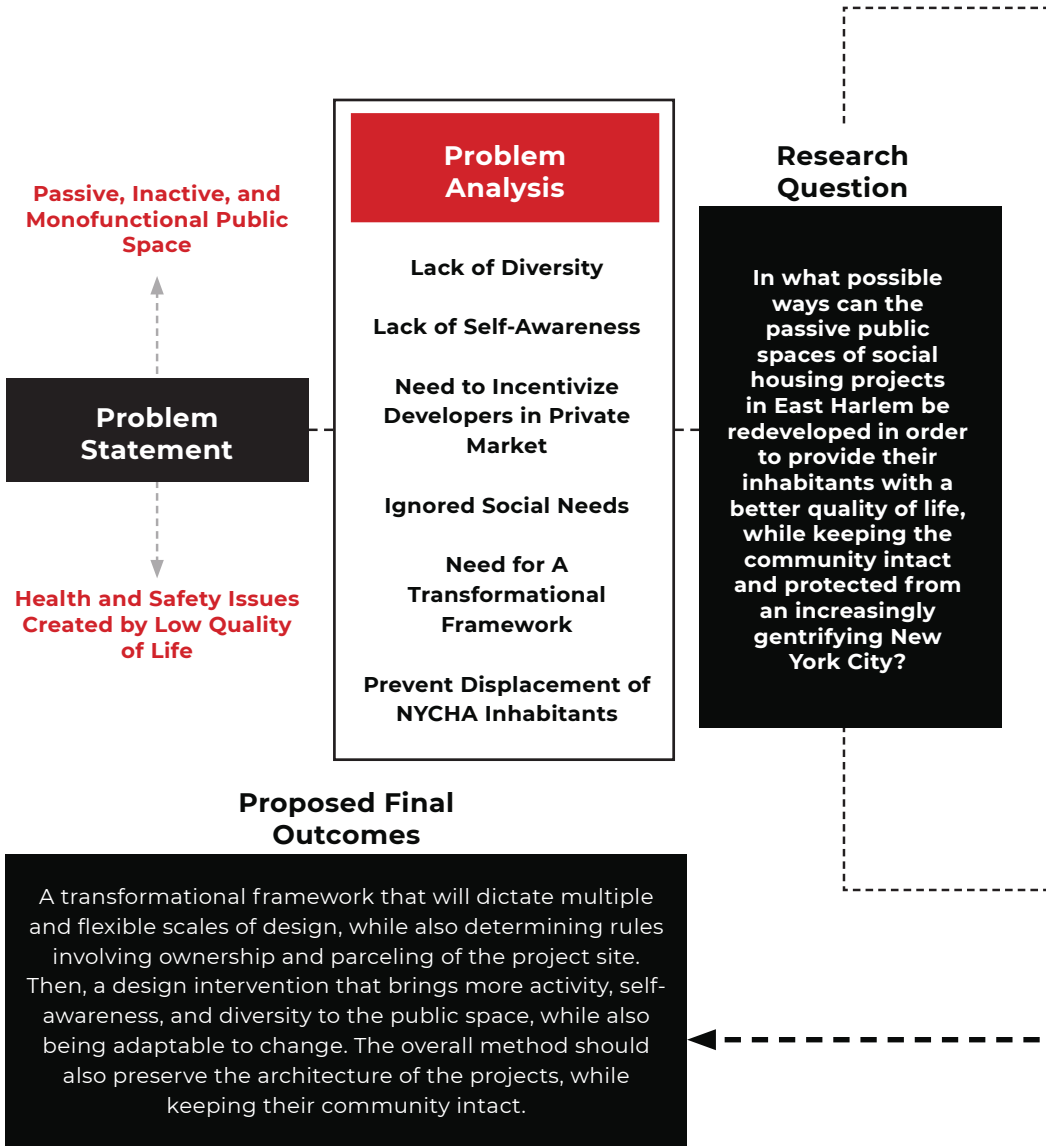 Passive, Inactive, and
Monofunctional Public
Space
Problem
Statement
Health and Safety Issues
Created by Low Quality
of Life
Problem
Analysis
Lack of Diversity
Lack of Self-Awareness
Need to Incentivize
Developers in Private
Market
Ignored Social Needs
Need for A
Transformational
Framework
Prevent Displacement of
NYCHA Inhabitants
Research
Question
In what possible
ways can the
passive public
spaces of social
housing projects
in East Harlem be
redeveloped in order
to provide their
inhabitants with a
better quality of life,
while keeping the
community intact
and protected from
an increasingly
gentrifying New
York City?
Proposed Final
Outcomes
A transformational framework that will dictate multiple
and flexible scales of design, while also determining rules
involving ownership and parceling of the project site.
Then, a design intervention that brings more activity, self-
awareness, and diversity to the public space, while also
being adaptable to change. The overall method should
also preserve the architecture of the projects, while
keeping their community intact.